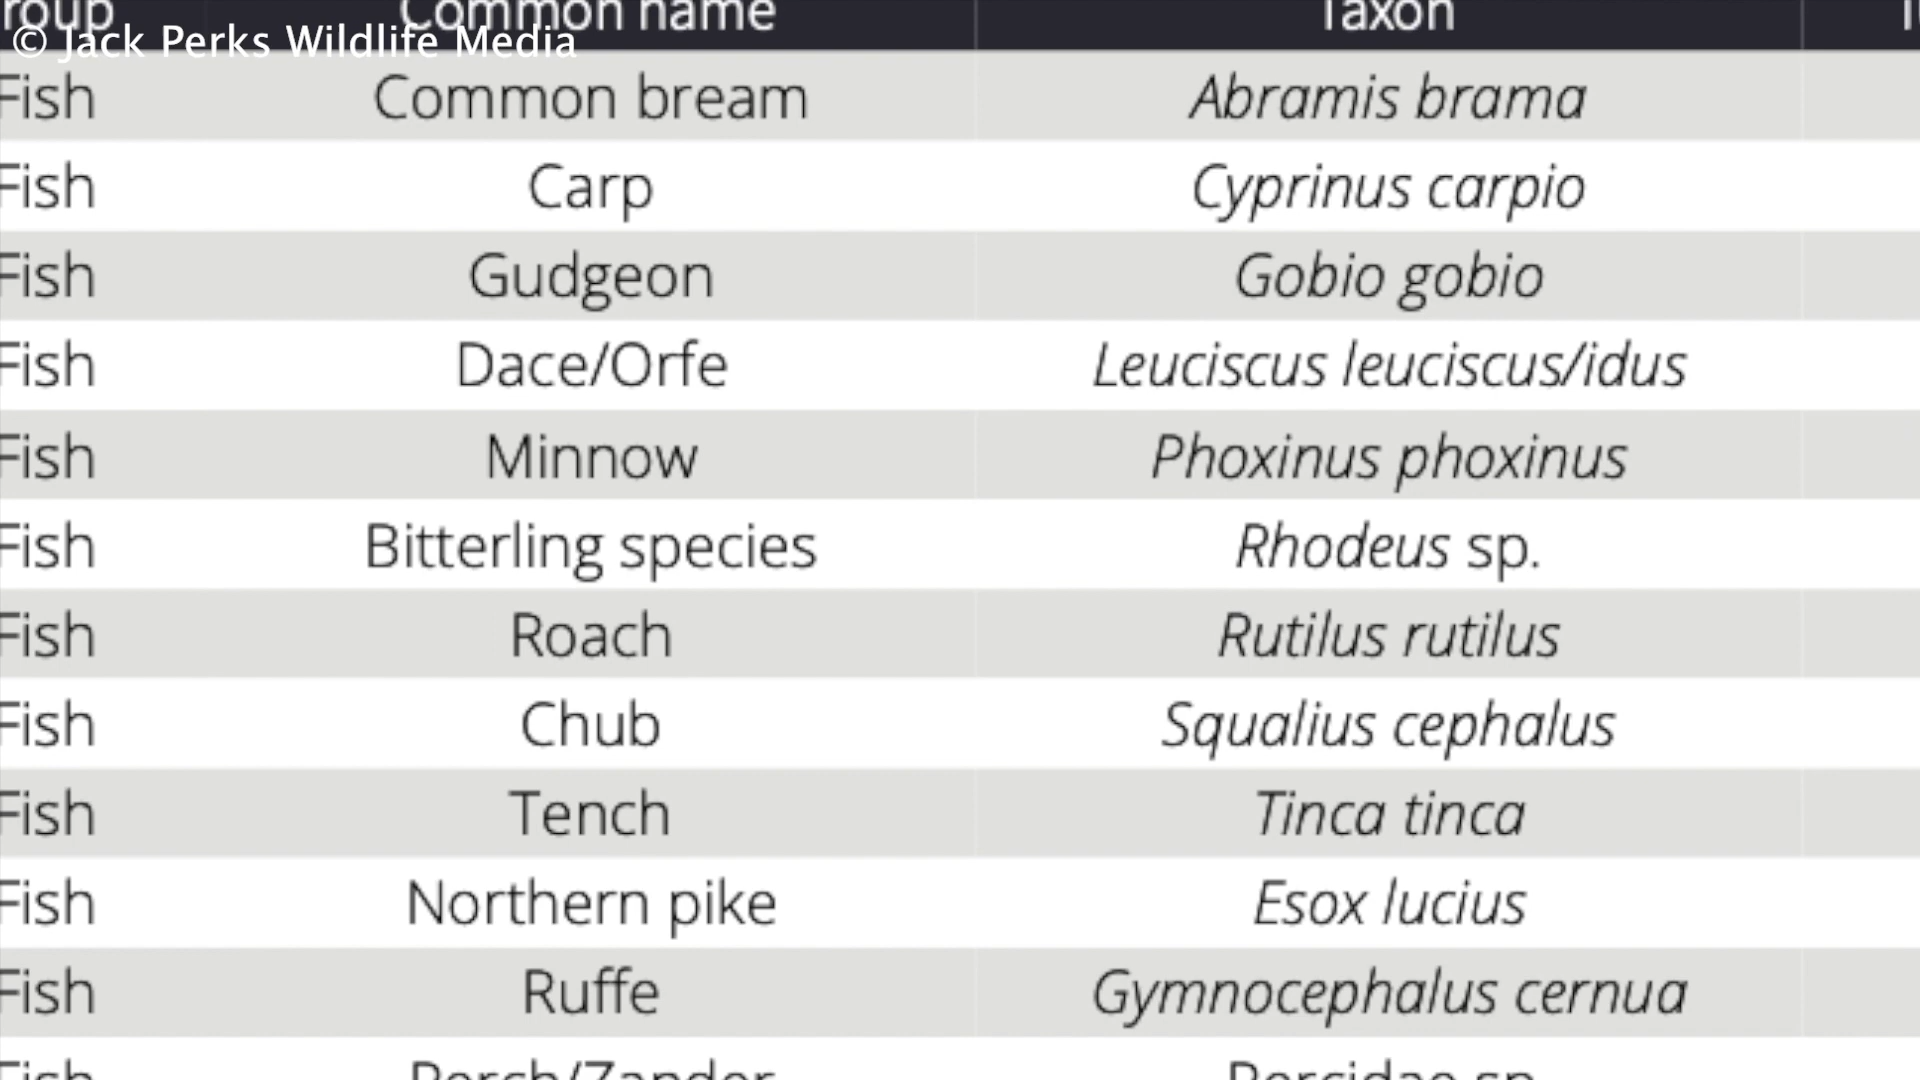 Common name Taxon
© Jack Perks Wildlife Media
Fish Common bream Abramis brama
Fish Carp Cyprinus carpio
Fish Gudgeon Gobio gobio
Fish Dace/Orfe Leuciscus leuciscus/idus
Fish Minnow Phoxinus phoxinus
Fish Bitterling species Rhodeus sp.
Fish Roach Rutilus rutilus
Fish Chub Squalius cephalus
Fish Tench Tinca tinca
Fish Northern pike Esox lucius
Fish Ruffe Gymnocephalus cernua
Fish Perch/Zander Percidae sp.